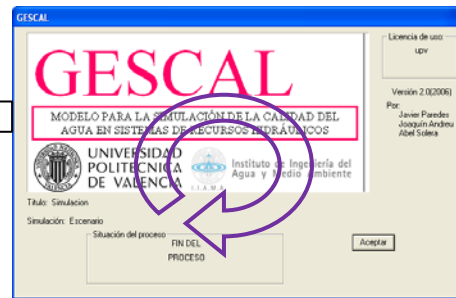 GESCAL
Licencia de uso:
upv
GESCAL
MODELO PARA LA SIMULACIÓN DE LA CALIDAD DEL
AGUA EN SISTEMAS DE RECURSOS HIDRÁULICOS
Versión 2.0(2006)
Por:
Javier Paredes
Joaquín Andreu
Abel Solera
UNIVERSIDAD
POLITECNICA
DE VALENCIA
I.I.A.M.A.
Instituto de Ingeniería del
Agua y Medio Ambiente
Título: Simulacion
Simulación: Escenario
Situación del proceso
FIN DEL
PROCESO
Aceptar